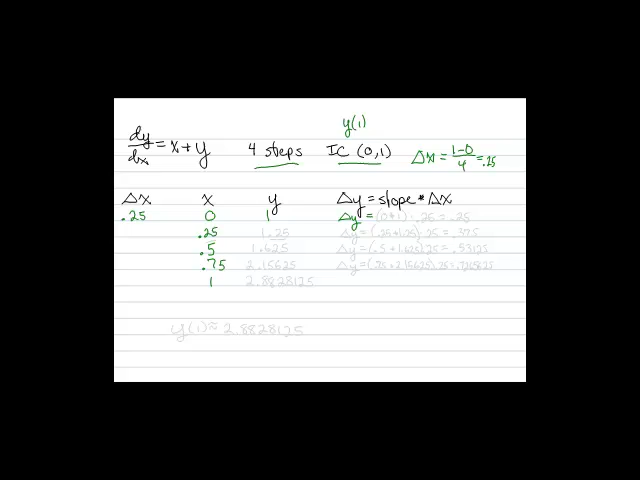 y(1)
dy/dx = x + y 4 steps IC (0,1) Δx = 1-0/4 = .25
Δx x y Δy = slope * Δx
.25 0 1 Δy = (0+1) · .25 = .25
.25 1.25 Δy = (.25+1.25) · .25 = .375
.5 1.625 Δy = (.5 + 1.625) .25 = .53125
.75 2.15625 Δy = (.75 + 2.15625) .25 = .7265625
1 2.8828125
y(1) ≈ 2.8828125